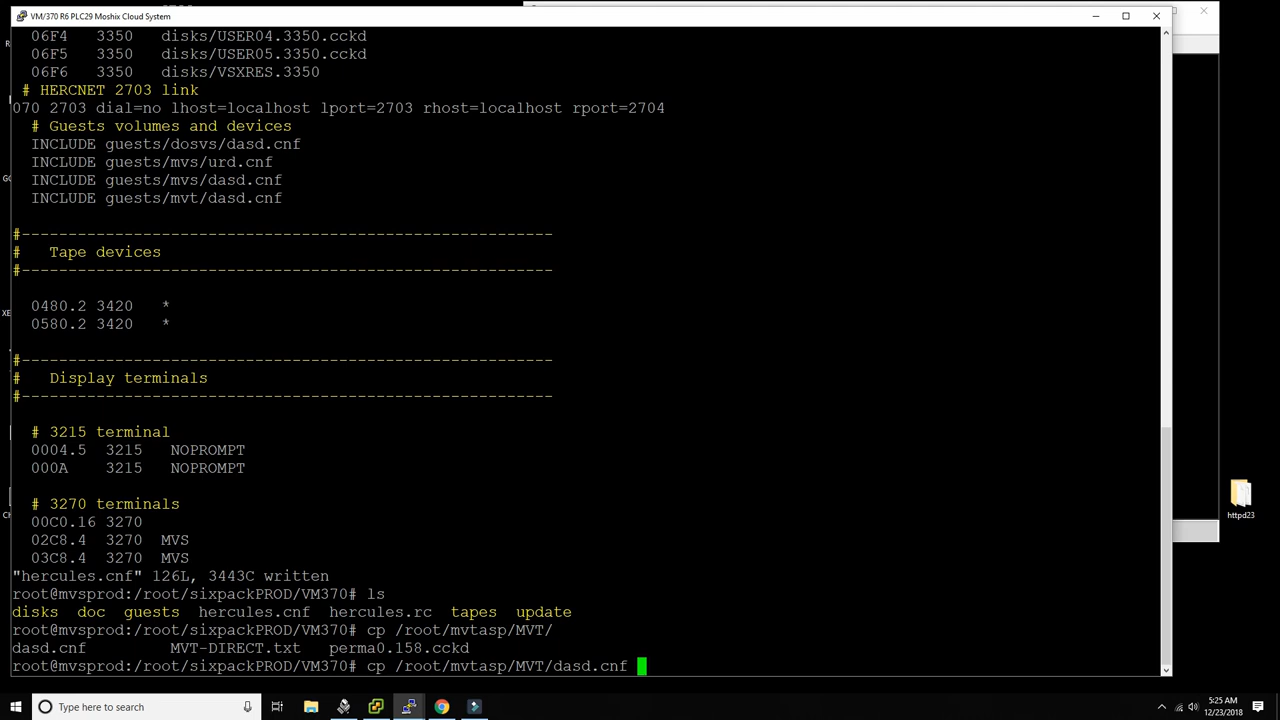 VM/370 R6 PLC29 Moshix Cloud System
06F4   3350   disks/USER04.3350.cckd
06F5   3350   disks/USER05.3350.cckd
06F6   3350   disks/VSXRES.3350
# HERCNET 2703 link
070 2703 dial=no lhost=localhost lport=2703 rhost=localhost rport=2704
# Guests volumes and devices
INCLUDE guests/dosvs/dasd.cnf
INCLUDE guests/mvs/urd.cnf
INCLUDE guests/mvs/dasd.cnf
INCLUDE guests/mvt/dasd.cnf
#----------------------------------------------------------
#   Tape devices
#----------------------------------------------------------
0480.2 3420   *
0580.2 3420   *
#----------------------------------------------------------
#   Display terminals
#----------------------------------------------------------
# 3215 terminal
0004.5  3215   NOPROMPT
000A    3215   NOPROMPT
# 3270 terminals
00C0.16 3270
02C8.4  3270  MVS
03C8.4  3270  MVS
"hercules.cnf" 126L, 3443C written
root@mvsprod:/root/sixpackPROD/VM370# ls
disks  doc  guests  hercules.cnf  hercules.rc  tapes  update
root@mvsprod:/root/sixpackPROD/VM370# cp /root/mvtasp/MVT/
dasd.cnf         MVT-DIRECT.txt   perma0.158.cckd
root@mvsprod:/root/sixpackPROD/VM370# cp /root/mvtasp/MVT/dasd.cnf
httpd23
Type here to search
5:25 AM
12/23/2018